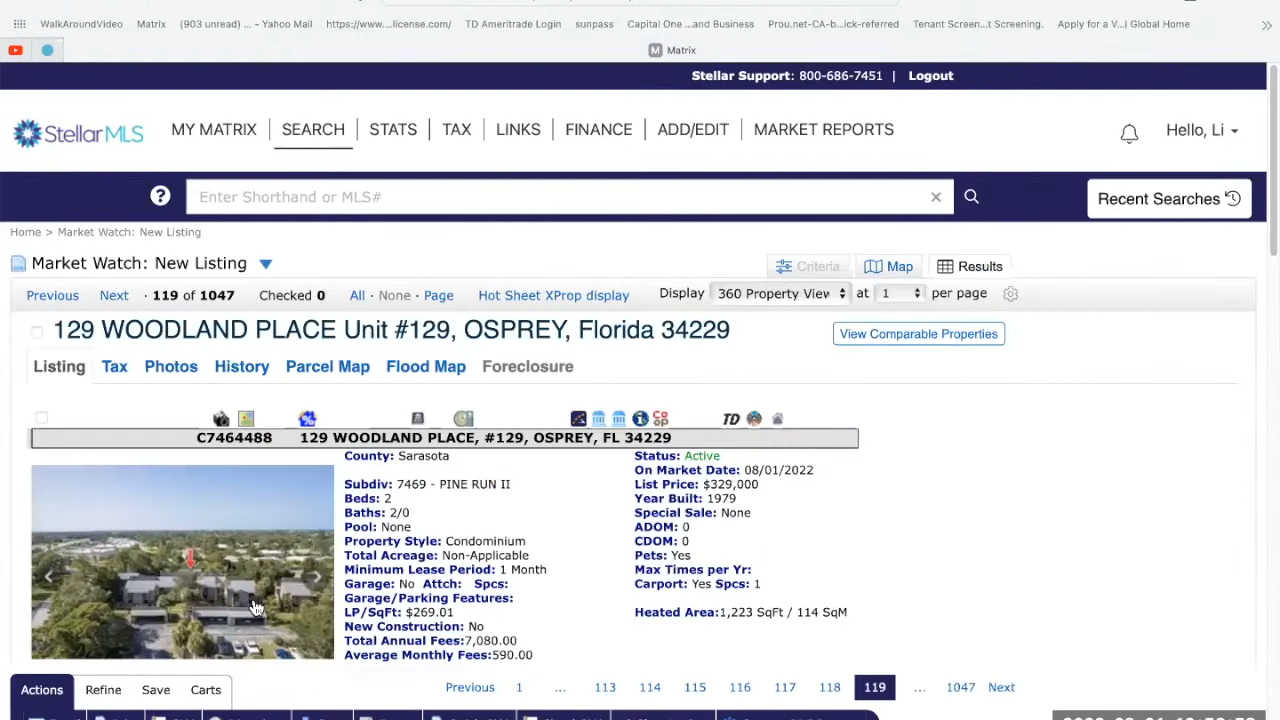 WalkAroundVideo Matrix (903 unread) ... - Yahoo Mail https://www....license.com/ TD Ameritrade Login sunpass Capital One ...and Business Prou.net-CA-b...ick-referred Tenant Screen...t Screening. Apply for a V...| Global Home
M Matrix
Stellar Support: 800-686-7451 | Logout
StellarMLS MY MATRIX SEARCH STATS TAX LINKS FINANCE ADD/EDIT MARKET REPORTS Hello, Li
? Enter Shorthand or MLS# Recent Searches
Home > Market Watch: New Listing
Market Watch: New Listing Criteria Map Results
Previous Next · 119 of 1047 Checked 0 All · None · Page Hot Sheet XProp display Display 360 Property View at 1 per page
129 WOODLAND PLACE Unit #129, OSPREY, Florida 34229 View Comparable Properties
Listing Tax Photos History Parcel Map Flood Map Foreclosure
TD
C7464488 129 WOODLAND PLACE, #129, OSPREY, FL 34229
County: Sarasota
Subdiv: 7469 - PINE RUN II
Beds: 2
Baths: 2/0
Pool: None
Property Style: Condominium
Total Acreage: Non-Applicable
Minimum Lease Period: 1 Month
Garage: No Attch: Spcs:
Garage/Parking Features:
LP/SqFt: $269.01
New Construction: No
Total Annual Fees:7,080.00
Average Monthly Fees:590.00
Status: Active
On Market Date: 08/01/2022
List Price: $329,000
Year Built: 1979
Special Sale: None
ADOM: 0
CDOM: 0
Pets: Yes
Max Times per Yr:
Carport: Yes Spcs: 1
Heated Area:1,223 SqFt / 114 SqM
Actions Refine Save Carts Previous 1 ... 113 114 115 116 117 118 119 ... 1047 Next